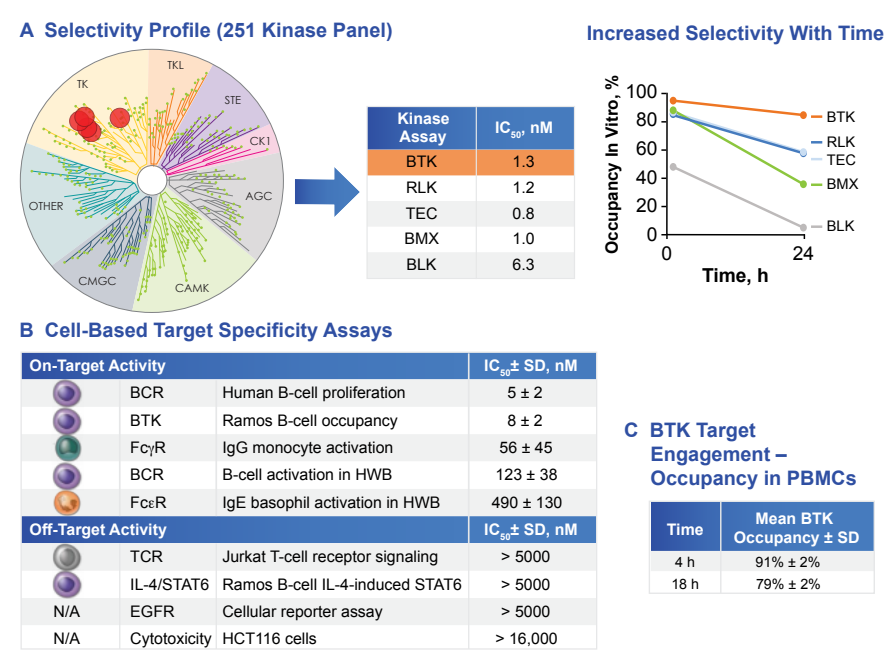 A Selectivity Profile (251 Kinase Panel)
TK
TKL
STE
CK1
AGC
CAMK
CMGC
OTHER
Kinase Assay IC50, nM
BTK 1.3
RLK 1.2
TEC 0.8
BMX 1.0
BLK 6.3
Increased Selectivity With Time
Occupancy In Vitro, %
100
80
60
40
20
0
0 24
Time, h
BTK
RLK
TEC
BMX
BLK
B Cell-Based Target Specificity Assays
On-Target Activity IC50± SD, nM
BCR Human B-cell proliferation 5 ± 2
BTK Ramos B-cell occupancy 8 ± 2
FcγR IgG monocyte activation 56 ± 45
BCR B-cell activation in HWB 123 ± 38
FcεR IgE basophil activation in HWB 490 ± 130
Off-Target Activity IC50± SD, nM
TCR Jurkat T-cell receptor signaling > 5000
IL-4/STAT6 Ramos B-cell IL-4-induced STAT6 > 5000
N/A EGFR Cellular reporter assay > 5000
N/A Cytotoxicity HCT116 cells > 16,000
C BTK Target
Engagement –
Occupancy in PBMCs
Time Mean BTK Occupancy ± SD
4 h 91% ± 2%
18 h 79% ± 2%